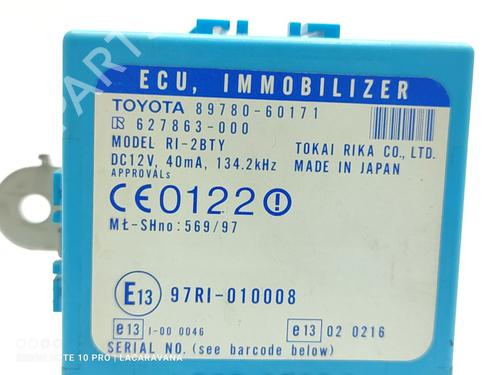 ECU, IMMOBILIZER
TOYOTA 89780-60171
627863-000
MODEL RI-2BTY TOKAI RIKA CO., LTD.
DC12V, 40mA, 134.2kHz MADE IN JAPAN
APPROVALs
CE0122
Mt-SHno:569/97
E13 97RI-010008
e13 1-00 0046 e13 02 0216
SERIAL NO. (see barcode below)
NOTE 10 PRO | LACARAVANA